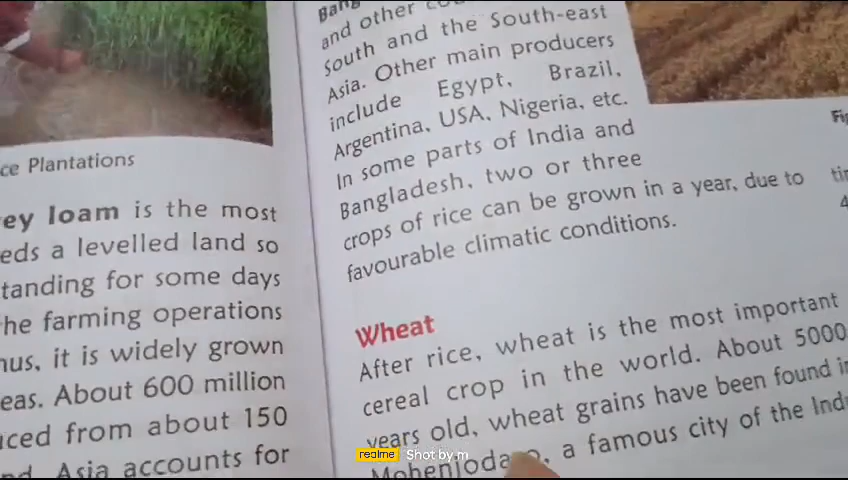 ce Plantations
ey loam is the most
eds a levelled land so
tanding for some days
he farming operations
us, it is widely grown
eas. About 600 million
ced from about 150
Asia accounts for
and other
South and the South-east
Asia. Other main producers
include Egypt, Brazil,
Argentina, USA, Nigeria, etc.
In some parts of India and
Bangladesh, two or three
crops of rice can be grown in a year, due to
favourable climatic conditions.
Wheat
After rice, wheat is the most important
cereal crop in the world. About 5000
years old, wheat grains have been found in
a famous city of the Ind
realme Shot by m